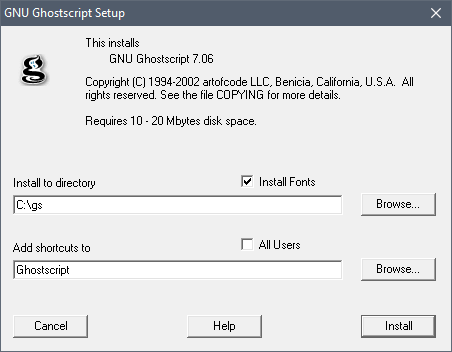 GNU Ghostscript Setup
This installs
GNU Ghostscript 7.06
Copyright (C) 1994-2002 artofcode LLC, Benicia, California, U.S.A. All
rights reserved. See the file COPYING for more details.
Requires 10 - 20 Mbytes disk space.
Install to directory
Install Fonts
C:\gs
Browse...
Add shortcuts to
All Users
Ghostscript
Browse...
Cancel
Help
Install